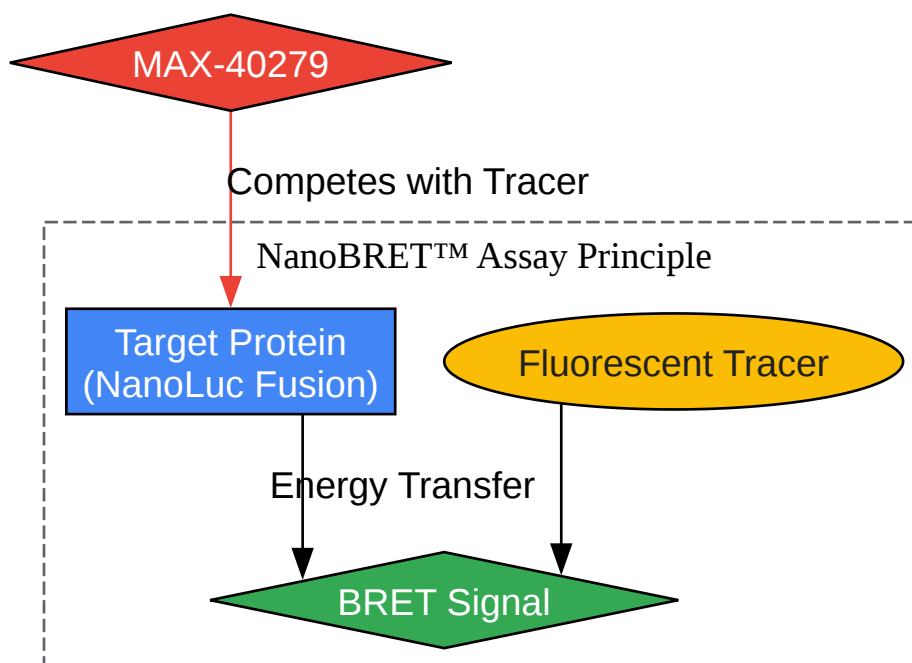 MAX-40279
Competes with Tracer
NanoBRET™ Assay Principle
Target Protein
(NanoLuc Fusion)
Fluorescent Tracer
Energy Transfer
BRET Signal